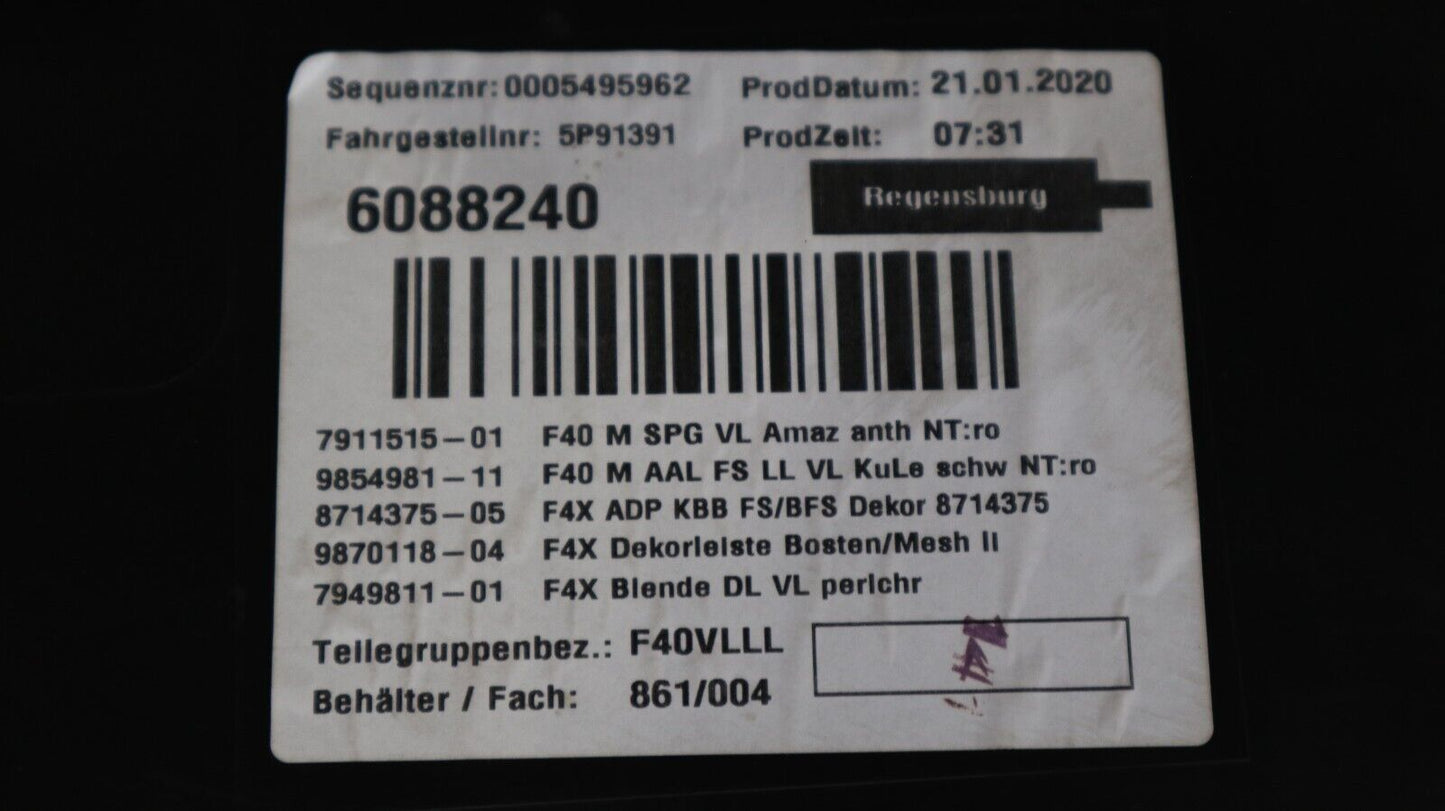 Sequenznr: 0005495962 ProdDatum: 21.01.2020
Fahrgestellnr: 5P91391 ProdZeit: 07:31
6088240 Regensburg
7911515-01 F40 M SPG VL Amaz anth NT:ro
9854981-11 F40 M AAL FS LL VL KuLe schw NT:ro
8714375-05 F4X ADP KBB FS/BFS Dekor 8714375
9870118-04 F4X Dekorleiste Bosten/Mesh II
7949811-01 F4X Blende DL VL perlchr
Teilegruppenbez.: F40VLLL
Behälter / Fach: 861/004